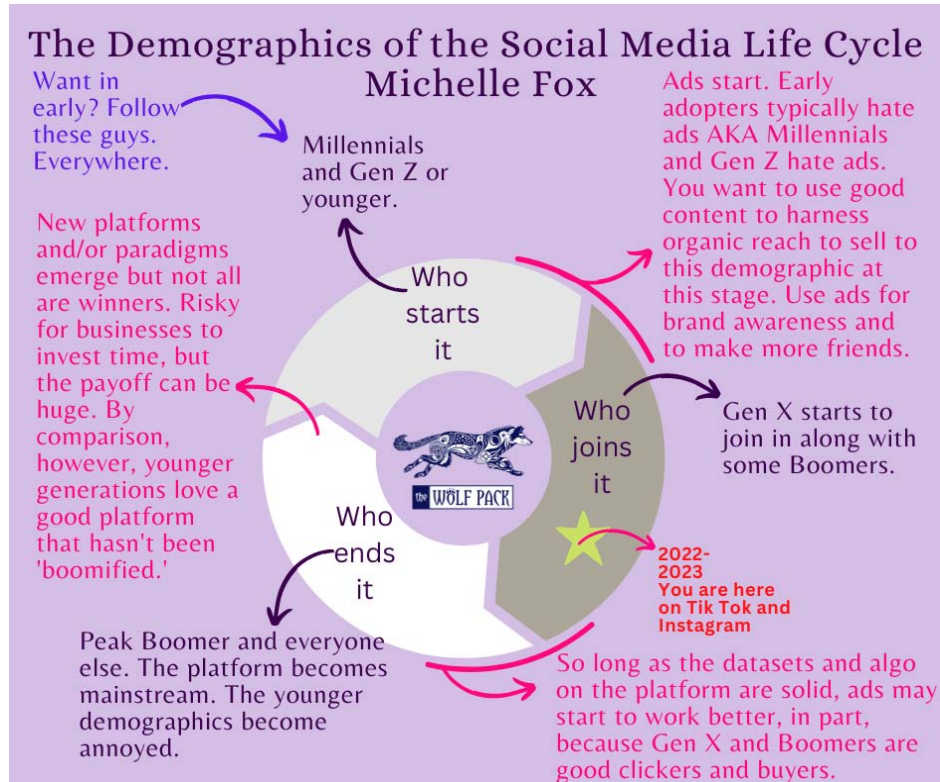 The Demographics of the Social Media Life Cycle
Michelle Fox
Want in
early? Follow
these guys.
Everywhere.
Millennials
and Gen Z or
younger.
Ads start. Early
adopters typically hate
ads AKA Millennials
and Gen Z hate ads.
You want to use good
content to harness
organic reach to sell to
this demographic at
this stage. Use ads for
brand awareness and
to make more friends.
New platforms
and/or paradigms
emerge but not all
are winners. Risky
for businesses to
invest time, but
the payoff can be
huge. By
comparison,
however, younger
generations love a
good platform
that hasn't been
'boomified.'
Who
starts
it
Who
joins
it
Gen X starts to
join in along with
some Boomers.
the WOLF PACK
Who
ends
it
2022-
2023
You are here
on Tik Tok and
Instagram
Peak Boomer and everyone
else. The platform becomes
mainstream. The younger
demographics become
annoyed.
So long as the datasets and algo
on the platform are solid, ads may
start to work better, in part,
because Gen X and Boomers are
good clickers and buyers.